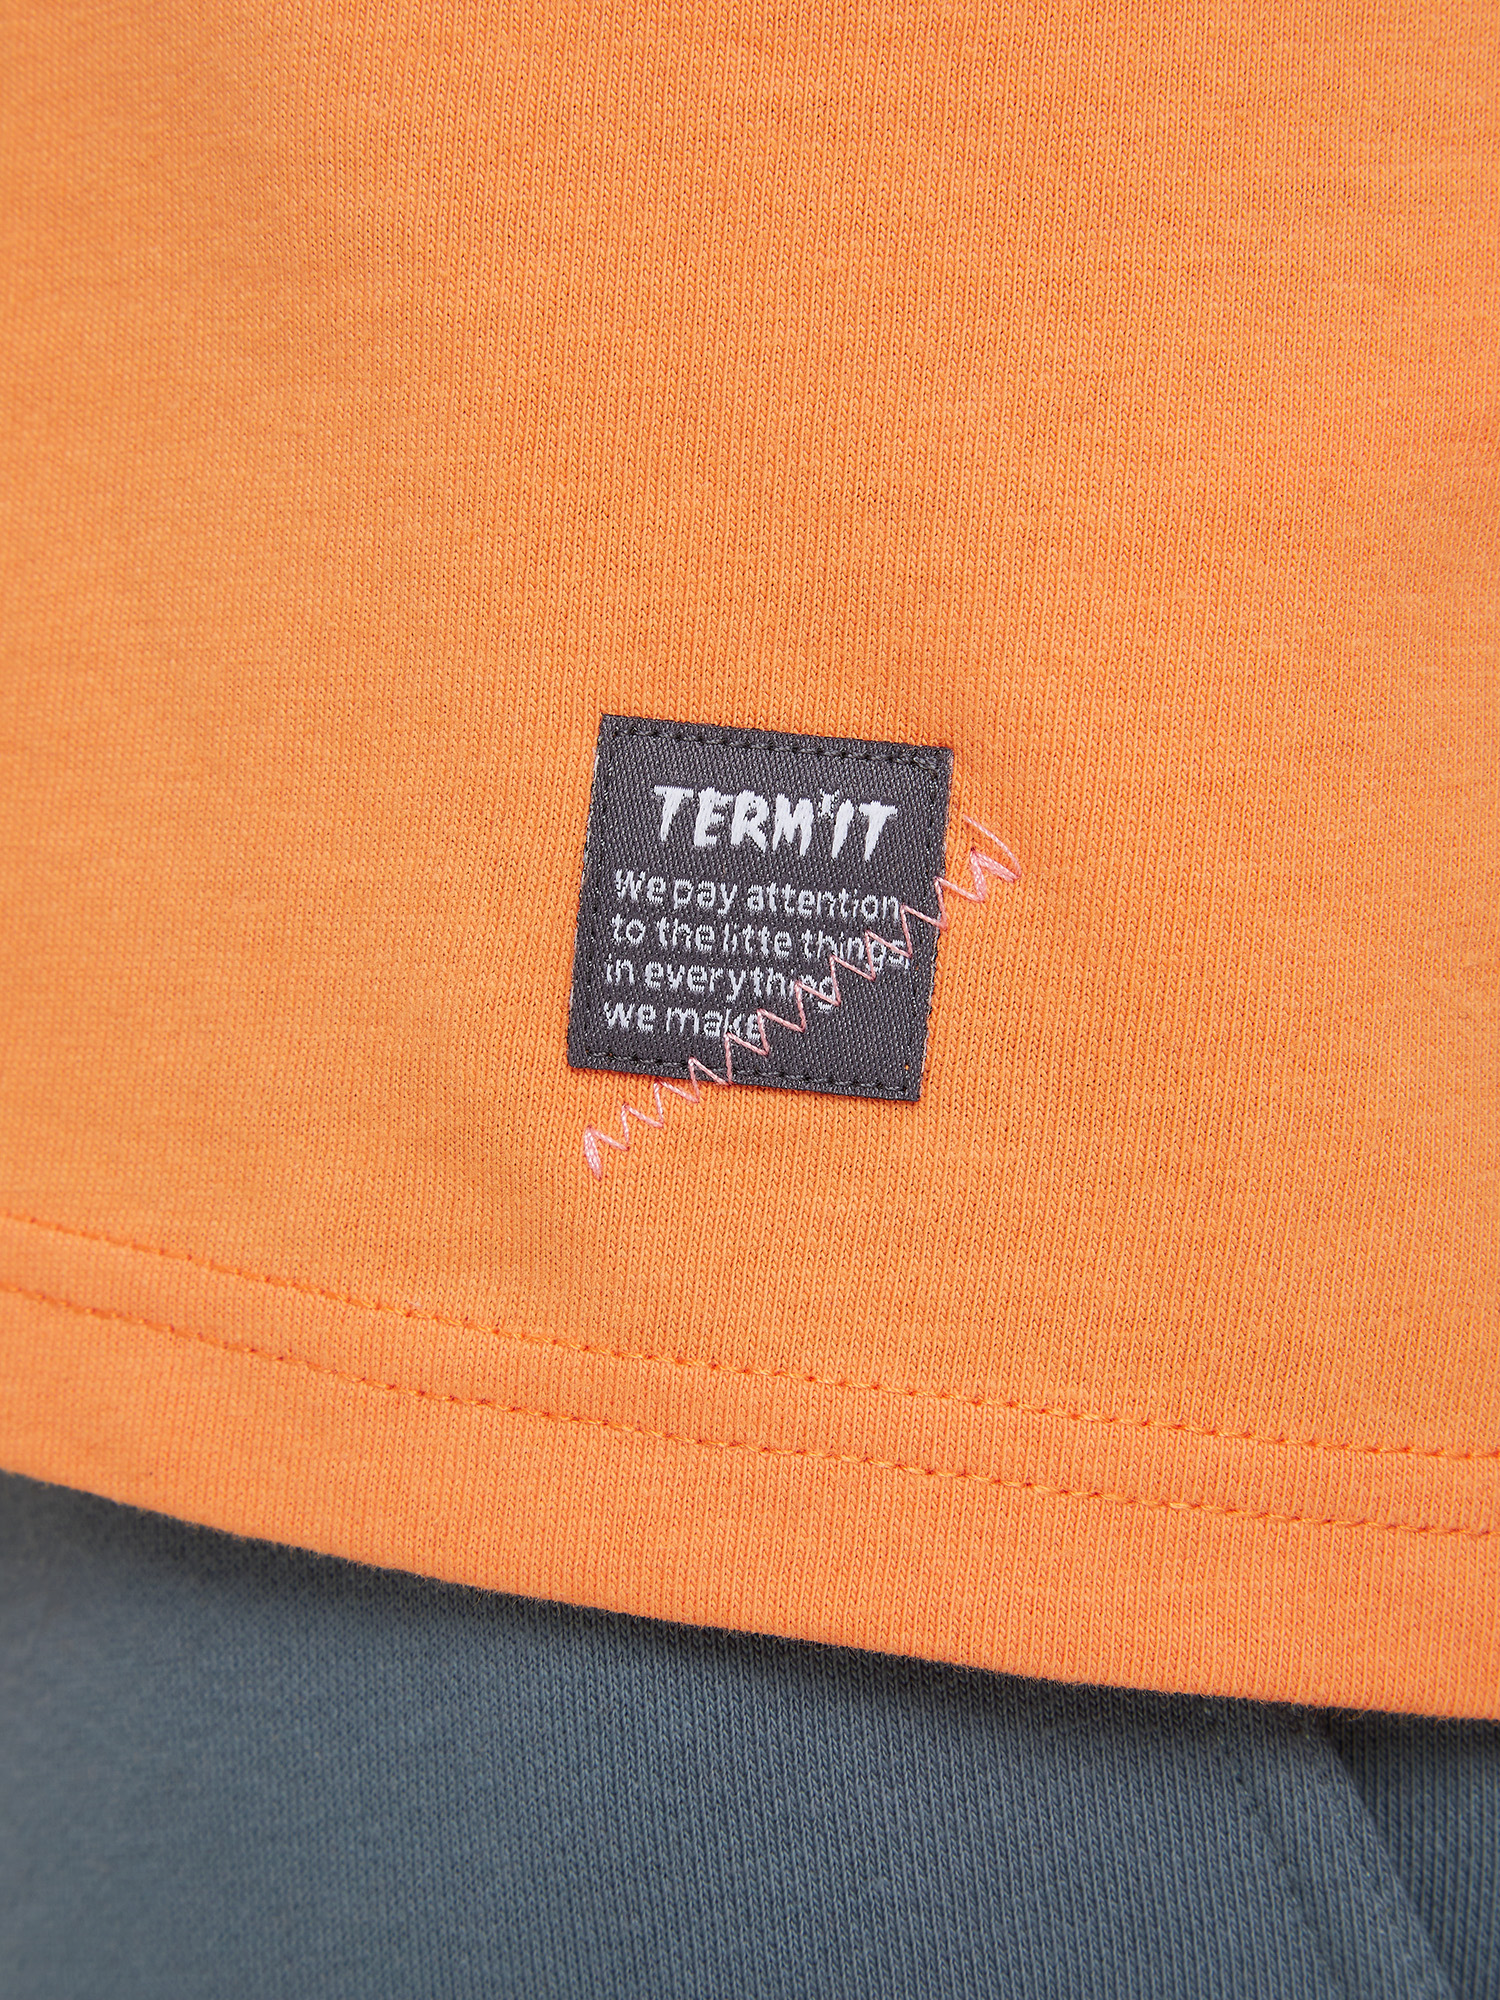 TERM'IT
We pay attention
to the litte things,
in everything
we make